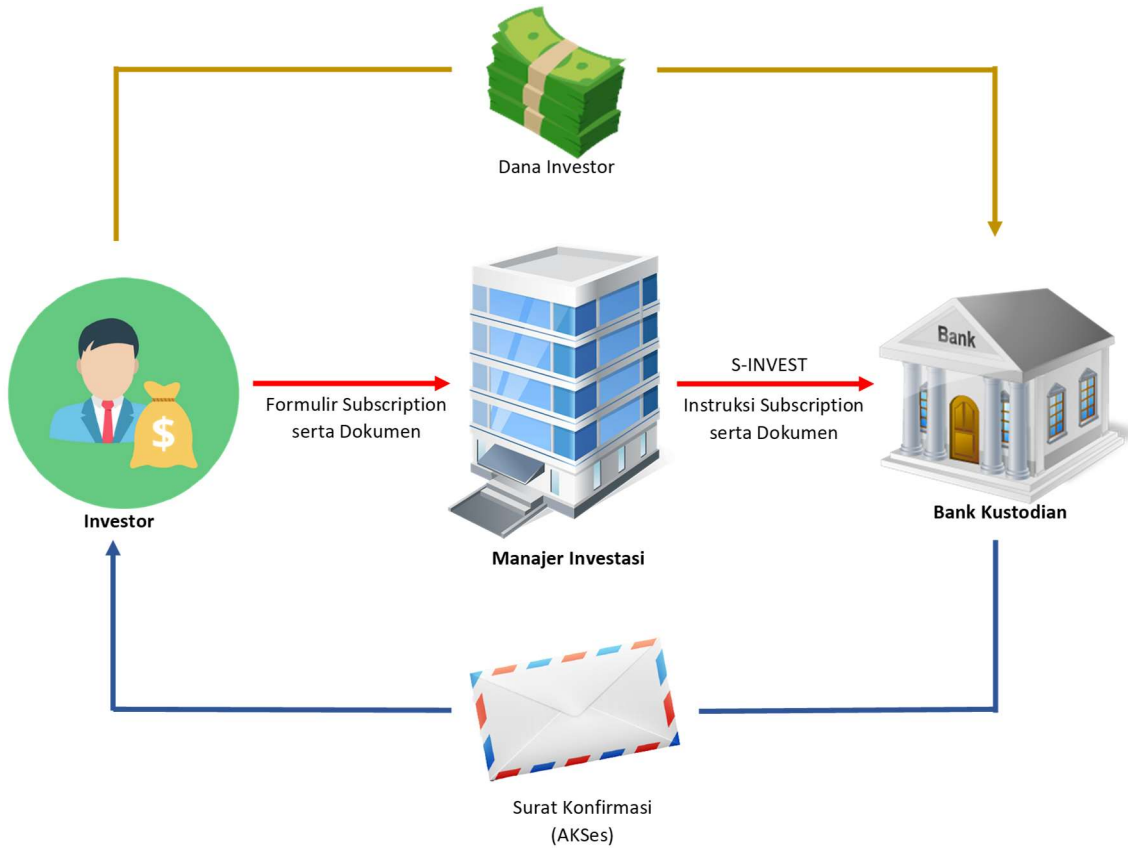 Dana Investor
$
Investor
Formulir Subscription
serta Dokumen
Manajer Investasi
S-INVEST
Instruksi Subscription
serta Dokumen
Bank
Bank Kustodian
Surat Konfirmasi
(AKSes)